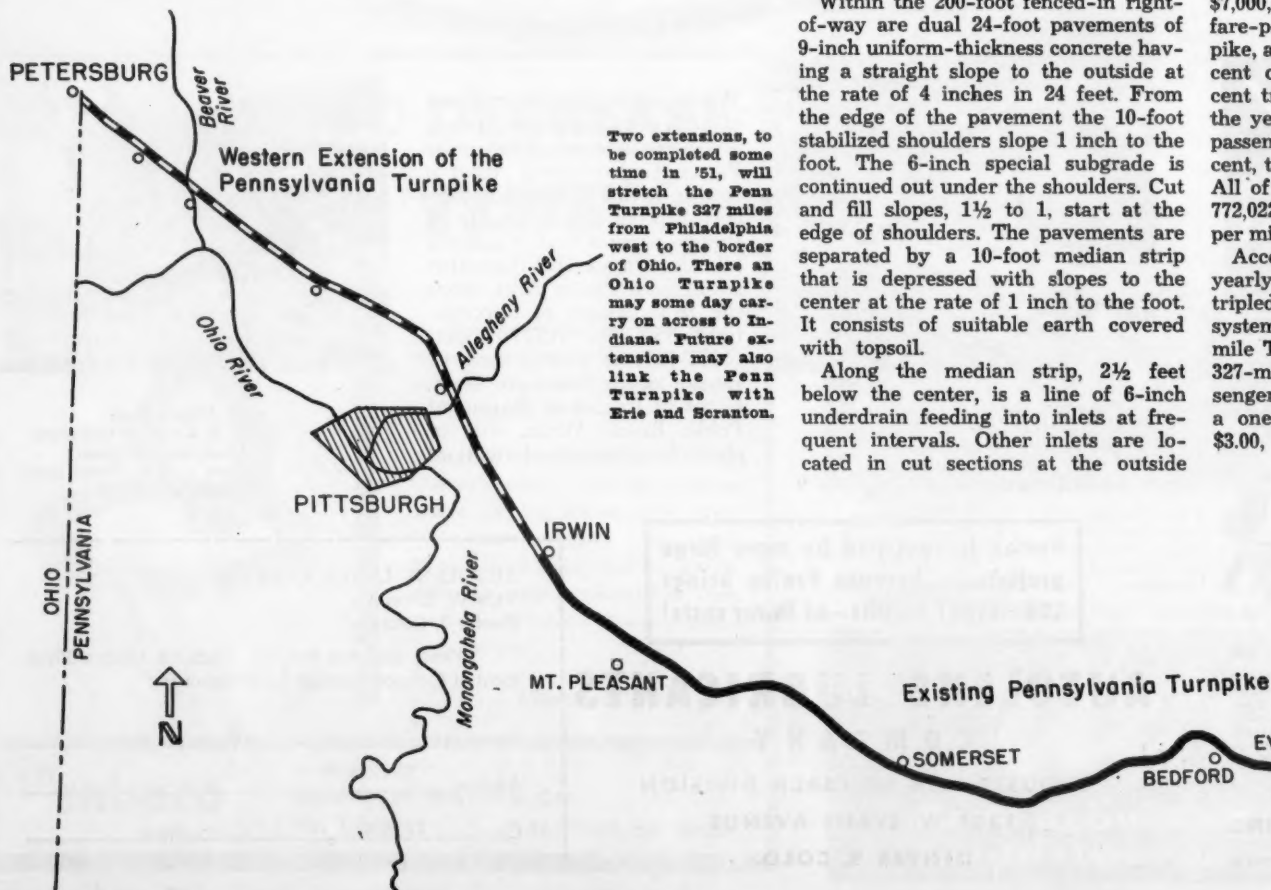 PETERSBURG
Beaver
River
Western Extension of the
Pennsylvania Turnpike
Ohio River
Allegheny River
PITTSBURGH
IRWIN
Monongahela River
OHIO
PENNSYLVANIA
N
MT. PLEASANT
Existing Pennsylvania Turnpike
SOMERSET
BEDFORD
EV
Two extensions, to
be completed some
time in '51, will
stretch the Penn
Turnpike 327 miles
from Philadelphia
west to the border
of Ohio. There an
Ohio Turnpike
may some day car-
ry on across to In-
diana. Future ex-
tensions may also
link the Penn
Turnpike with
Erie and Scranton.
Within the 200-foot fenced-in right-
of-way are dual 24-foot pavements of
9-inch uniform-thickness concrete hav-
ing a straight slope to the outside at
the rate of 4 inches in 24 feet. From
the edge of the pavement the 10-foot
stabilized shoulders slope 1 inch to the
foot. The 6-inch special subgrade is
continued out under the shoulders. Cut
and fill slopes, 1½ to 1, start at the
edge of shoulders. The pavements are
separated by a 10-foot median strip
that is depressed with slopes to the
center at the rate of 1 inch to the foot.
It consists of suitable earth covered
with topsoil.
Along the median strip, 2½ feet
below the center, is a line of 6-inch
underdrain feeding into inlets at fre-
quent intervals. Other inlets are lo-
cated in cut sections at the outside
$7,000,
fare-p
pike, a
cent o
cent tr
the ye
passen
cent, t
All of
772,022
per mi
Acco
yearly
tripled
system
mile T
327-m
senger
a one
$3.00,